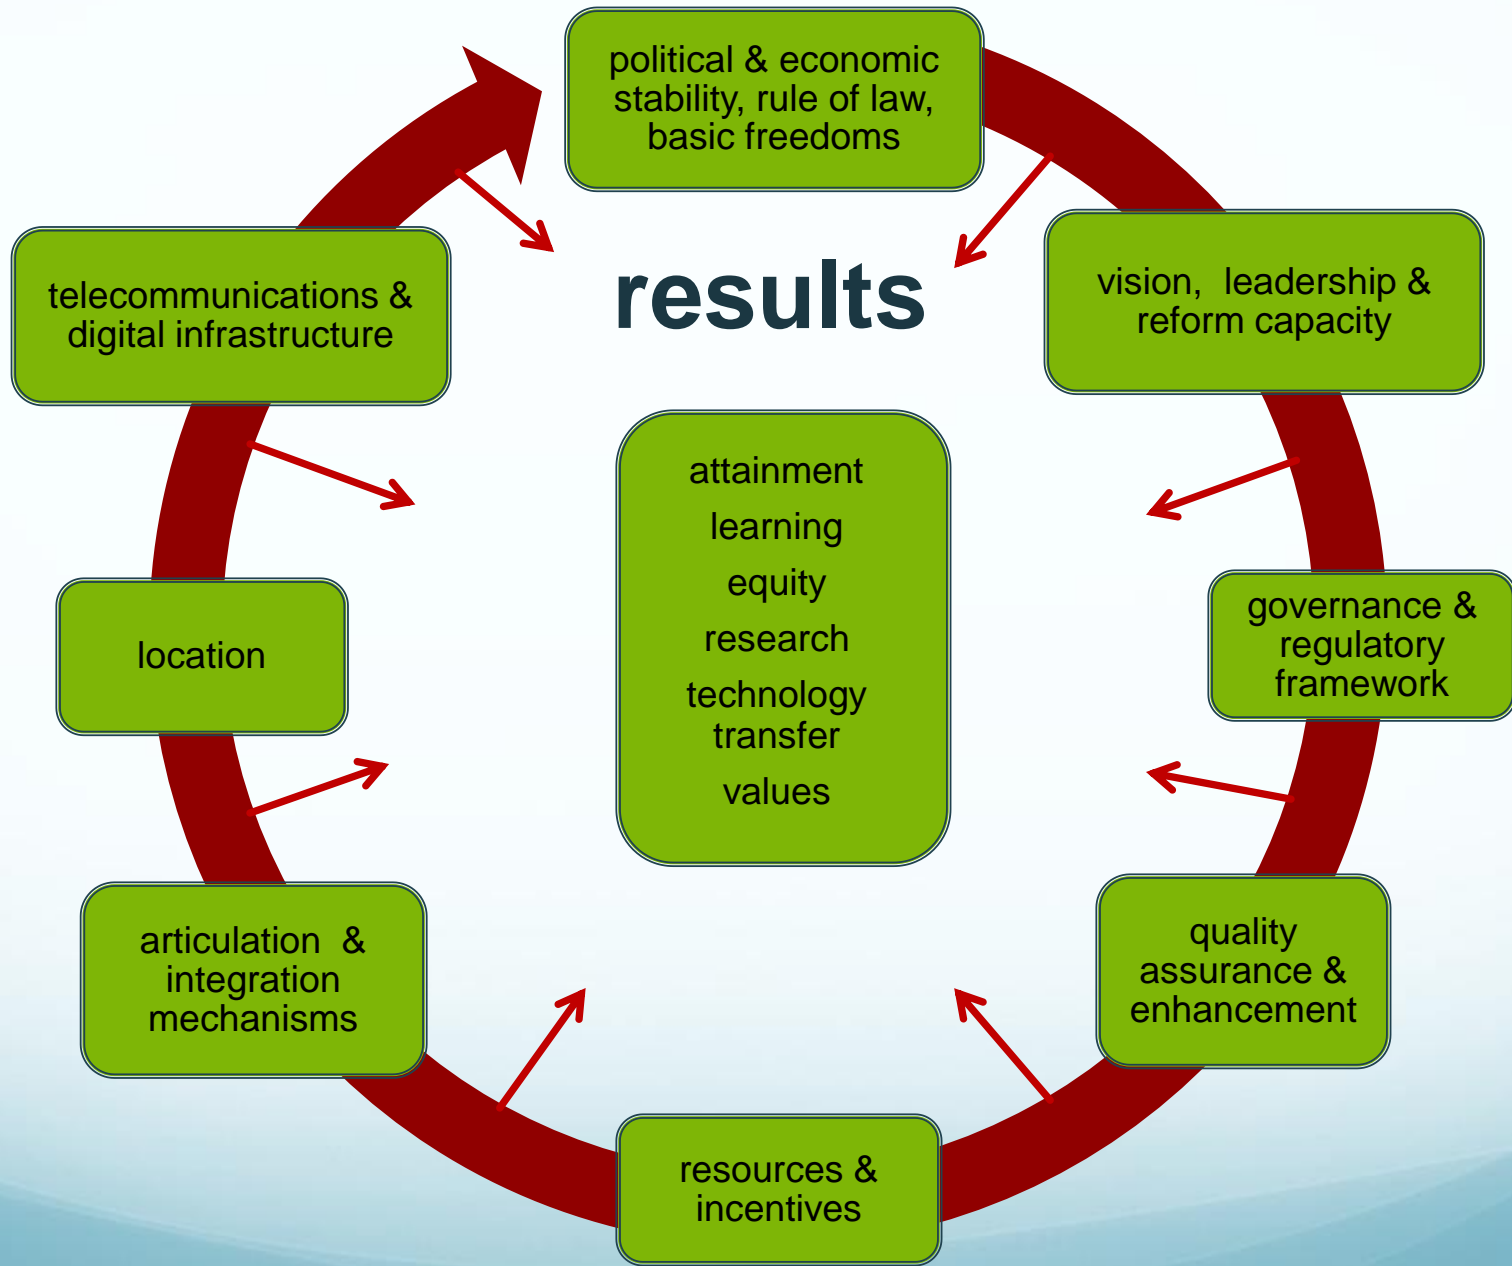 political & economic
stability, rule of law,
basic freedoms
telecommunications &
digital infrastructure
results
vision, leadership &
reform capacity
attainment
learning
equity
research
technology
transfer
values
location
governance &
regulatory
framework
articulation & 
integration
mechanisms
quality
assurance &
enhancement
resources &
incentives